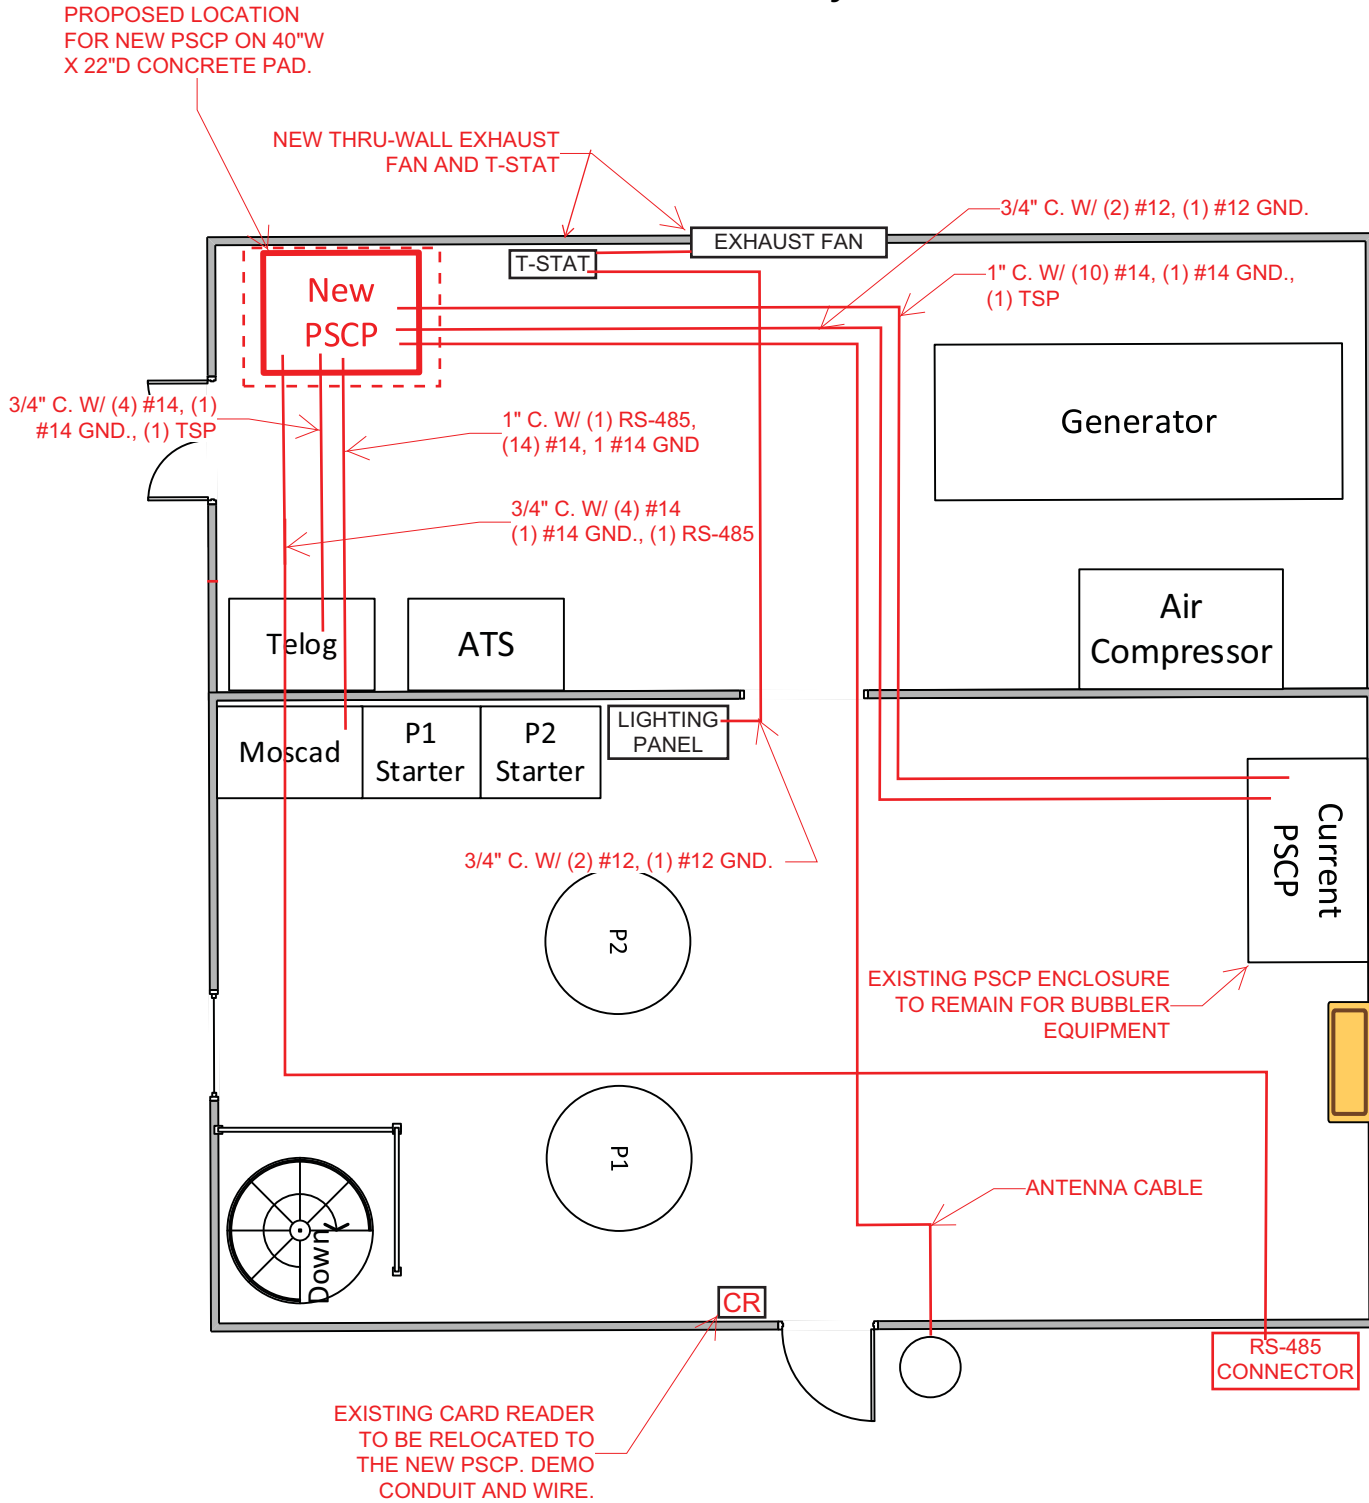 PROPOSED LOCATION
FOR NEW PSCP ON 40"W
X 22"D CONCRETE PAD.
NEW THRU-WALL EXHAUST
FAN AND T-STAT
3/4" C. W/ (2) #12, (1) #12 GND.
EXHAUST FAN
T-STAT
1" C. W/ (10) #14, (1) #14 GND.,
(1) TSP
New
PSCP
3/4" C. W/ (4) #14, (1)
#14 GND., (1) TSP
1" C. W/ (1) RS-485,
(14) #14, 1 #14 GND
Generator
3/4" C. W/ (4) #14
(1) #14 GND., (1) RS-485
Telog
ATS
Air
Compressor
Moscad
P1
Starter
P2
Starter
LIGHTING
PANEL
Current
PSCP
3/4" C. W/ (2) #12, (1) #12 GND.
P2
EXISTING PSCP ENCLOSURE
TO REMAIN FOR BUBBLER
EQUIPMENT
P1
ANTENNA CABLE
Down
CR
RS-485
CONNECTOR
EXISTING CARD READER
TO BE RELOCATED TO
THE NEW PSCP. DEMO
CONDUIT AND WIRE.